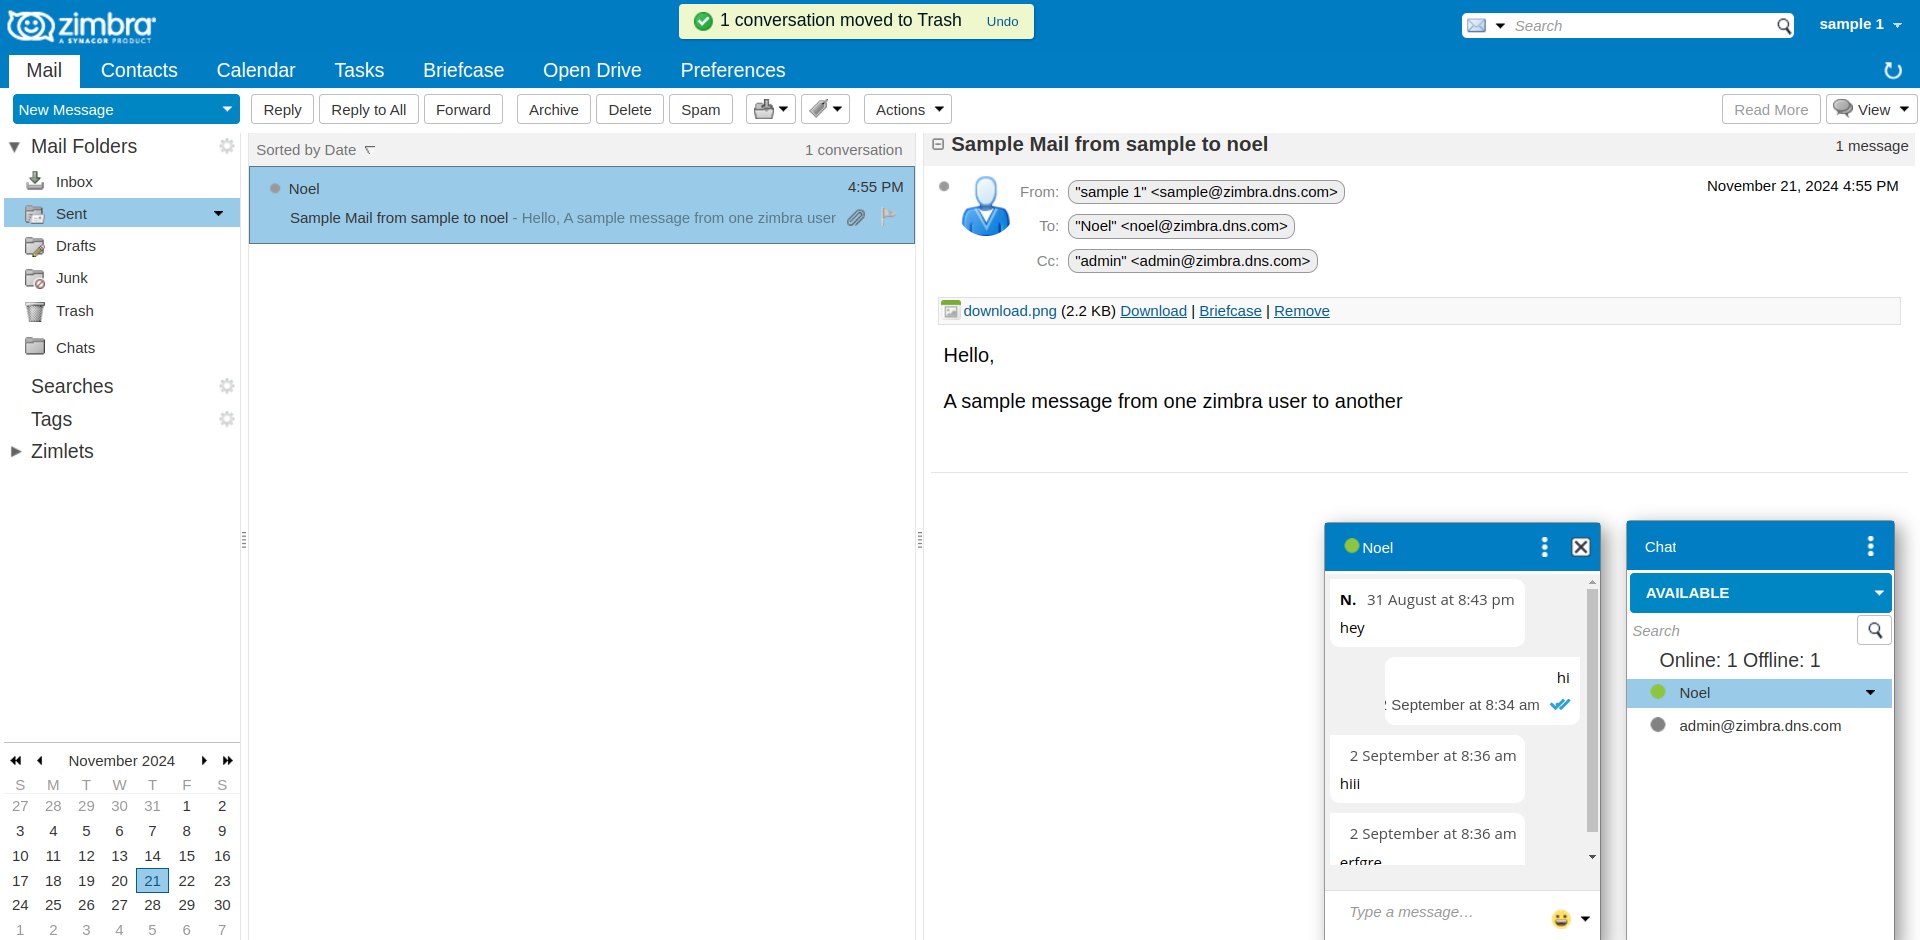 zimbra
A SYNACOR PRODUCT
1 conversation moved to Trash Undo
Search
sample 1
Mail Contacts Calendar Tasks Briefcase Open Drive Preferences
New Message
Reply Reply to All Forward Archive Delete Spam Actions Read More View
Mail Folders
Inbox
Sent
Drafts
Junk
Trash
Chats
Searches
Tags
Zimlets
Sorted by Date 1 conversation
Noel 4:55 PM
Sample Mail from sample to noel - Hello, A sample message from one zimbra user
Sample Mail from sample to noel 1 message
From: "sample 1" <sample@zimbra.dns.com> November 21, 2024 4:55 PM
To: "Noel" <noel@zimbra.dns.com>
Cc: "admin" <admin@zimbra.dns.com>
download.png (2.2 KB) Download | Briefcase | Remove
Hello,
A sample message from one zimbra user to another
Noel
N. 31 August at 8:43 pm
hey
hi
2 September at 8:34 am
2 September at 8:36 am
hiii
2 September at 8:36 am
erfgre
Type a message…
Chat
AVAILABLE
Search
Online: 1 Offline: 1
Noel
admin@zimbra.dns.com
November 2024
S M T W T F S
27 28 29 30 31 1 2
3 4 5 6 7 8 9
10 11 12 13 14 15 16
17 18 19 20 21 22 23
24 25 26 27 28 29 30
1 2 3 4 5 6 7